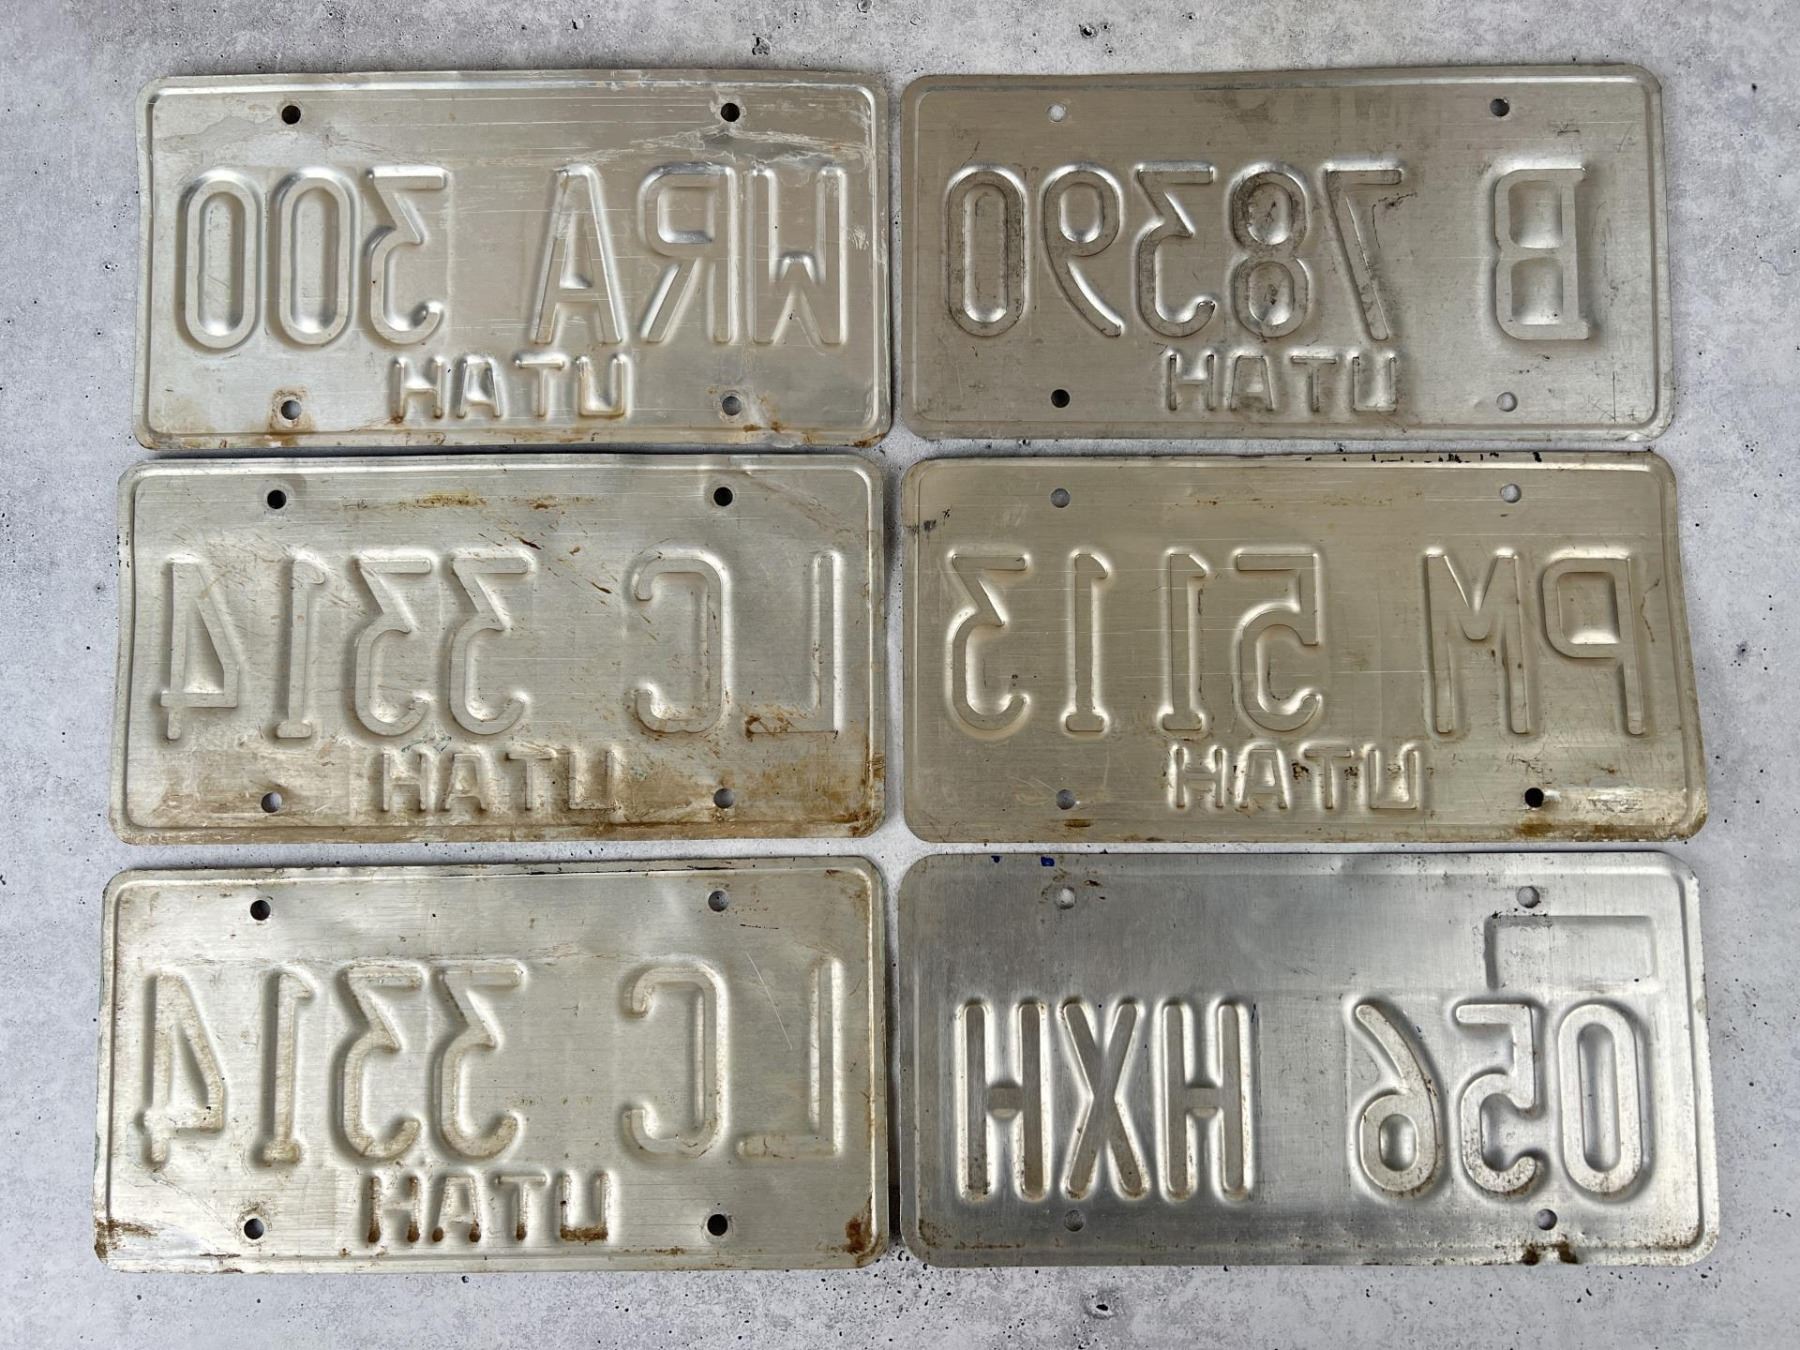 WRA 300
UTAH
B 78390
UTAH
LC 3314
UTAH
PM 5113
UTAH
LC 3314
UTAH
056 HXH